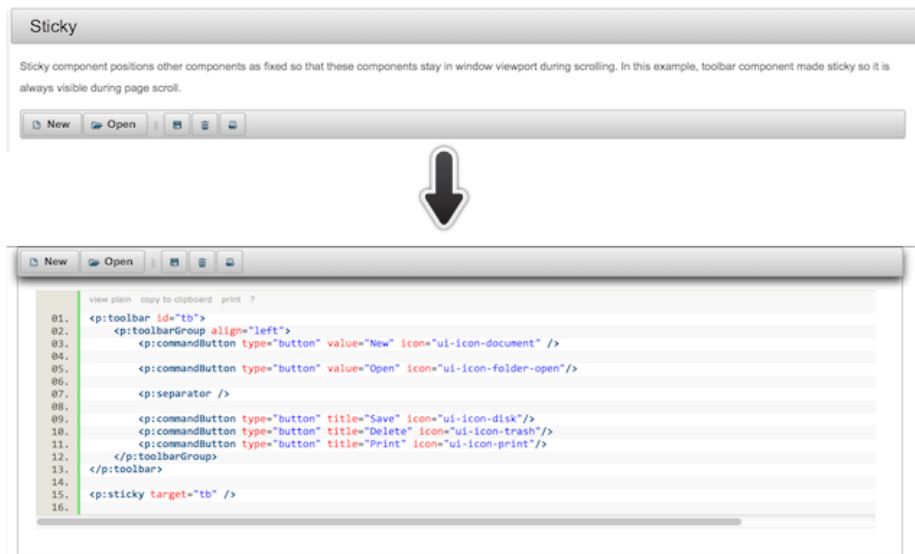 Sticky
Sticky component positions other components as fixed so that these components stay in window viewport during scrolling. In this example, toolbar component made sticky so it is
always visible during page scroll.
New Open
New Open
view plain copy to clipboard print ?
01. <p:toolbar id="tb">
02. <p:toolbarGroup align="left">
03. <p:commandButton type="button" value="New" icon="ui-icon-document" />
04.
05. <p:commandButton type="button" value="Open" icon="ui-icon-folder-open"/>
06.
07. <p:separator />
08.
09. <p:commandButton type="button" title="Save" icon="ui-icon-disk"/>
10. <p:commandButton type="button" title="Delete" icon="ui-icon-trash"/>
11. <p:commandButton type="button" title="Print" icon="ui-icon-print"/>
12. </p:toolbarGroup>
13. </p:toolbar>
14.
15. <p:sticky target="tb" />
16.